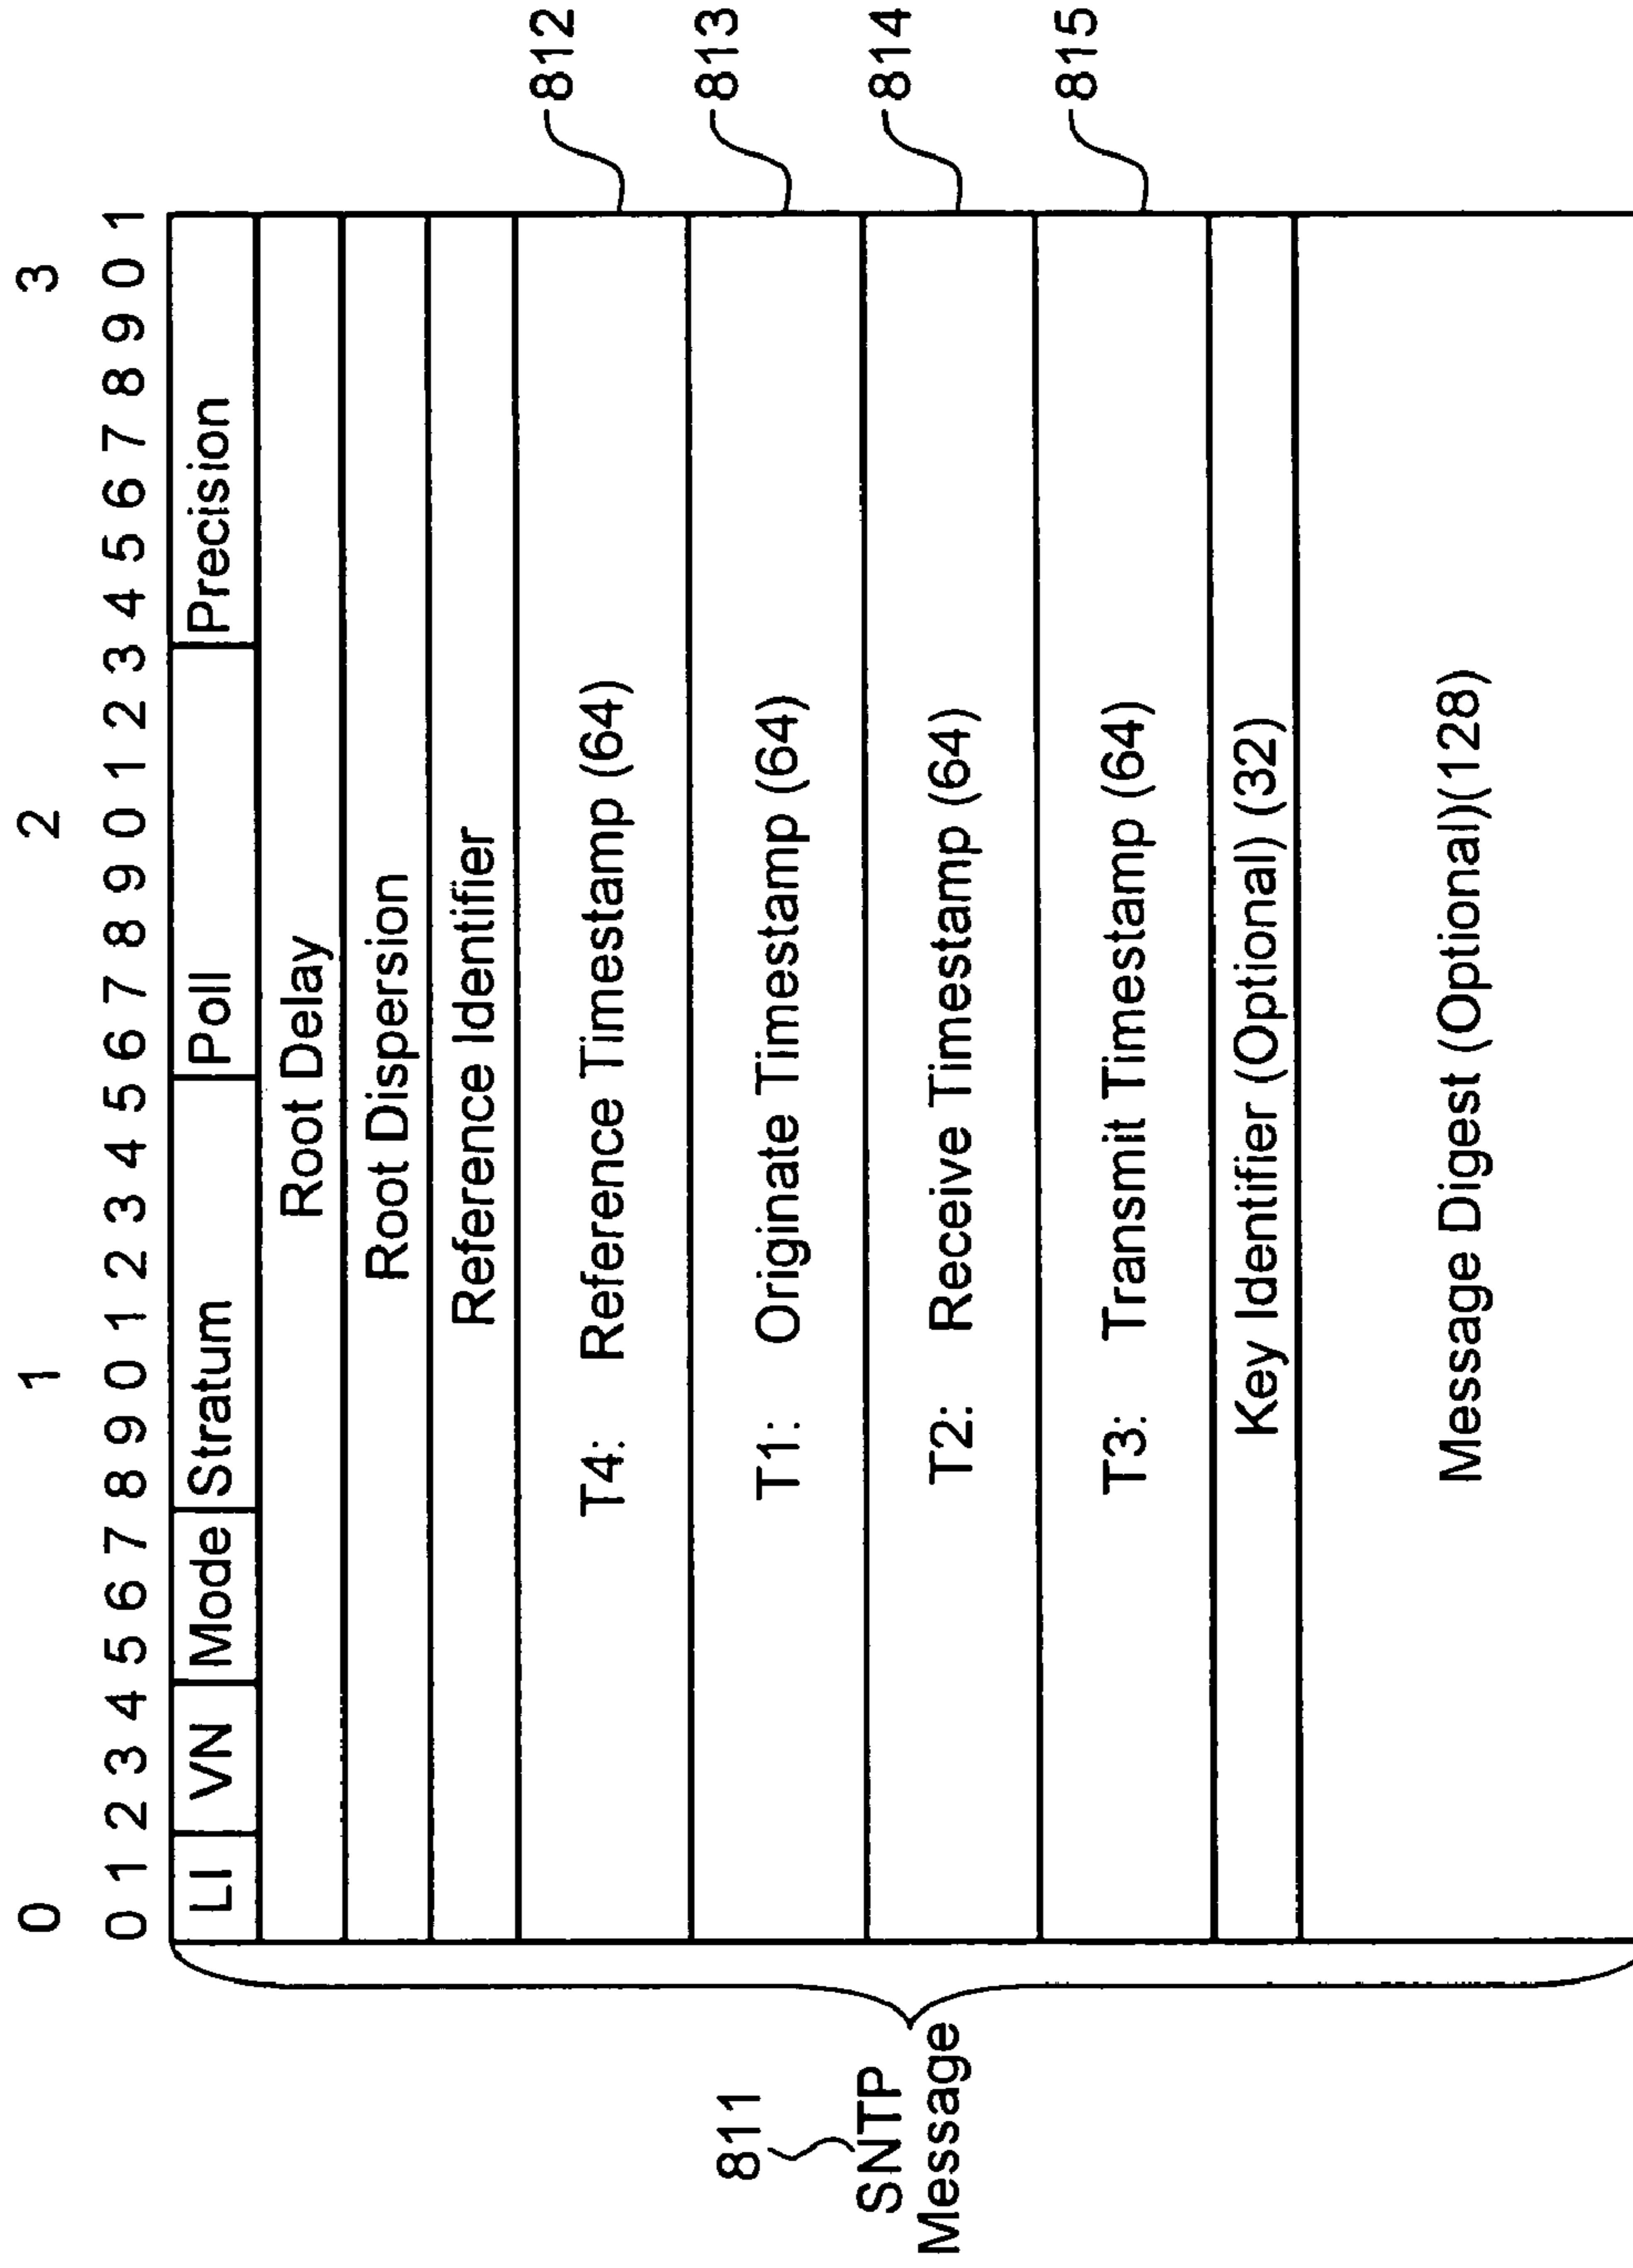 0 1 2 3
0 1 2 3 4 5 6 7 8 9 0 1 2 3 4 5 6 7 8 9 0 1 2 3 4 5 6 7 8 9 0 1
LI VN Mode Stratum Poll Precision
Root Delay
Root Dispersion
Reference Identifier
T4: Reference Timestamp (64) 812
T1: Originate Timestamp (64) 813
811
SNTP
Message
T2: Receive Timestamp (64) 814
T3: Transmit Timestamp (64) 815
Key Identifier (Optional) (32)
Message Digest (Optional)(128)